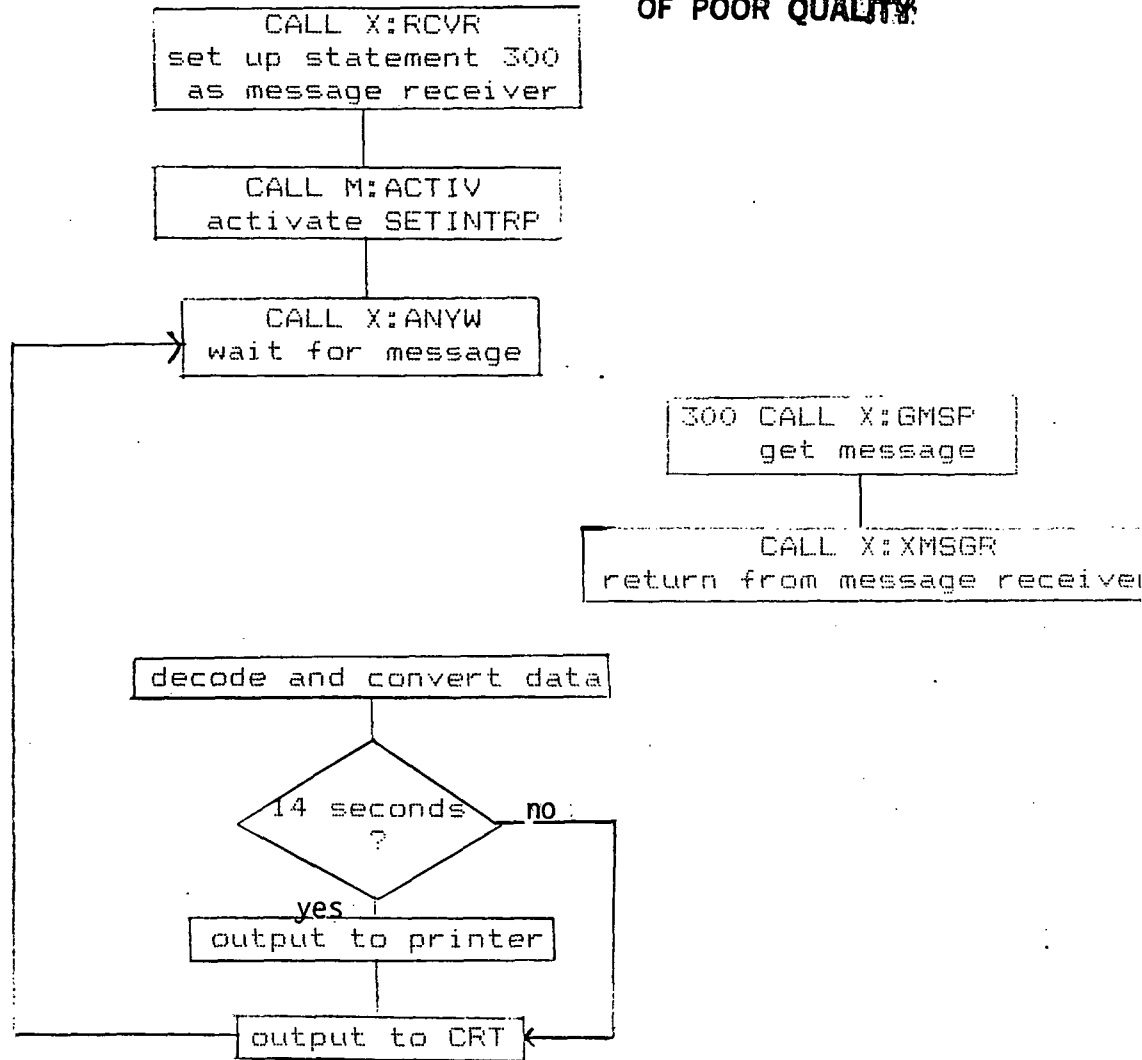 OF POOR QUALITY
CALL X:RCVR
set up statement 300
as message receiver
CALL M:ACTIV
activate SETINTRP
CALL X:ANYW
wait for message
300 CALL X:GMSP
get message
CALL X:XMSGR
return from message receiver
decode and convert data
14 seconds
?
no
yes
output to printer
output to CRT